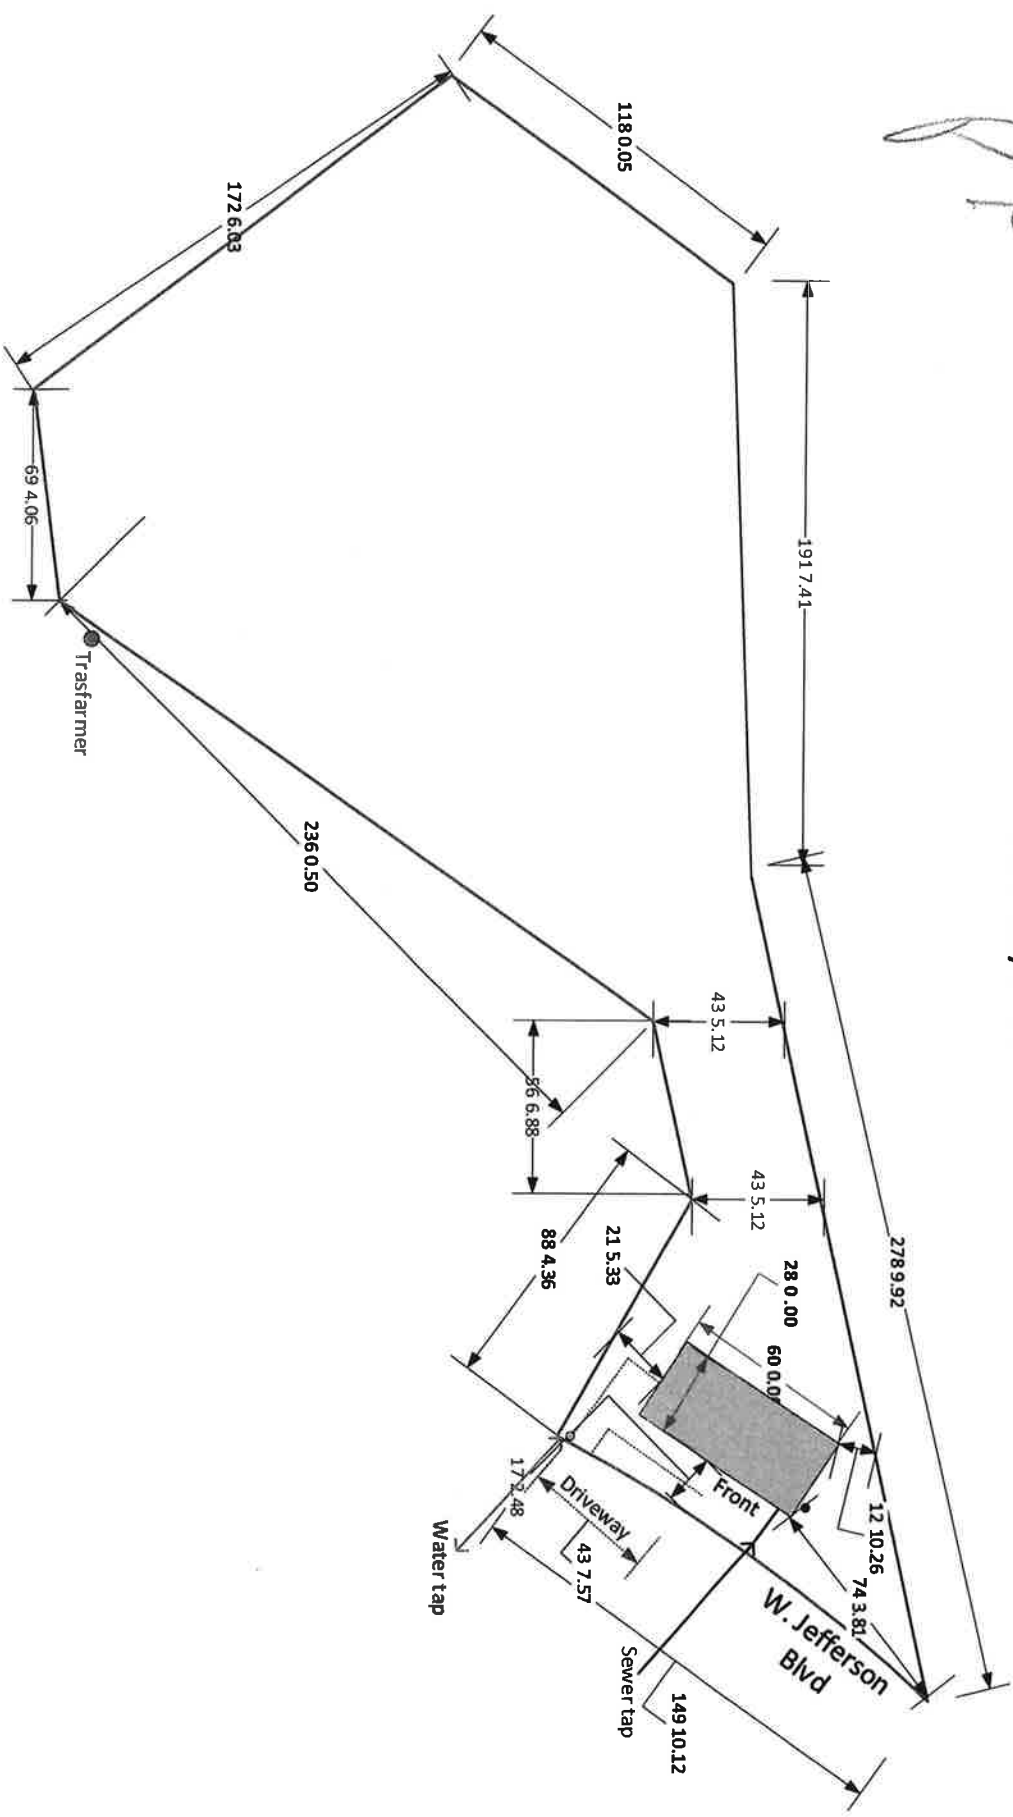 118 0.05
172 6.03
191 7.41
69 4.06
Trasfarmer
236 0.50
43 5.12
56 6.88
43 5.12
278 9.92
88 4.36
21 5.33
28 0.00
60 0.0
12 10.26
74 3.81
Front
Driveway
17 2.48
43 7.57
Water tap
Sewer tap
W. Jefferson
Blvd
149 10.12